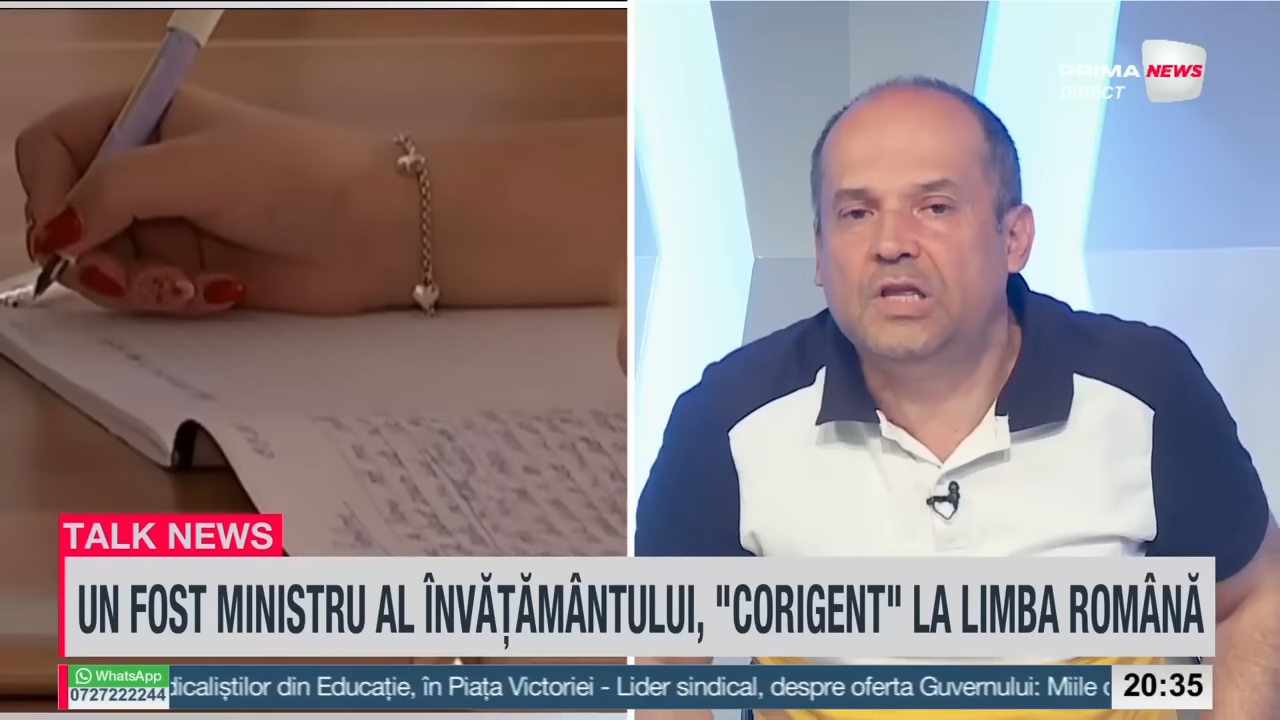 PRIMA NEWS
DIRECT
TALK NEWS
UN FOST MINISTRU AL ÎNVĂȚĂMÂNTULUI, "CORIGENT" LA LIMBA ROMÂNĂ
WhatsApp
0727222244
dicaliștilor din Educație, în Piața Victoriei - Lider sindical, despre oferta Guvernului: Miile
20:35